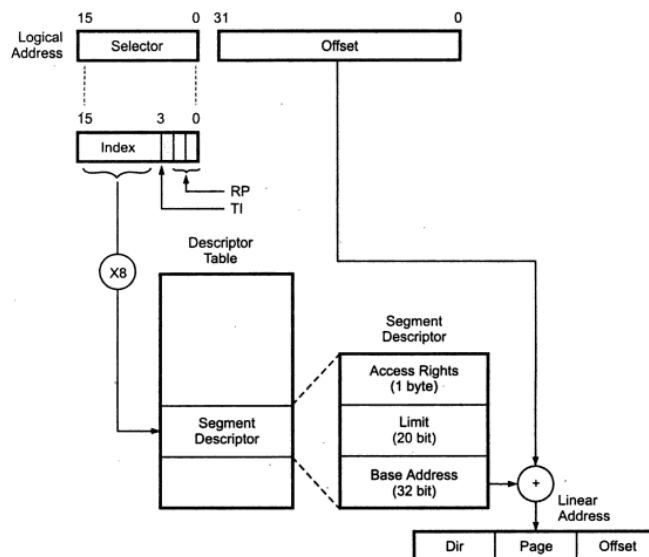 15 0 31 0
Logical
Address
Selector
Offset
15 3 0
Index
RP
TI
X8
Descriptor
Table
Segment
Descriptor
Segment
Descriptor
Access Rights
(1 byte)
Limit
(20 bit)
Base Address
(32 bit)
+
Linear
Address
Dir Page Offset